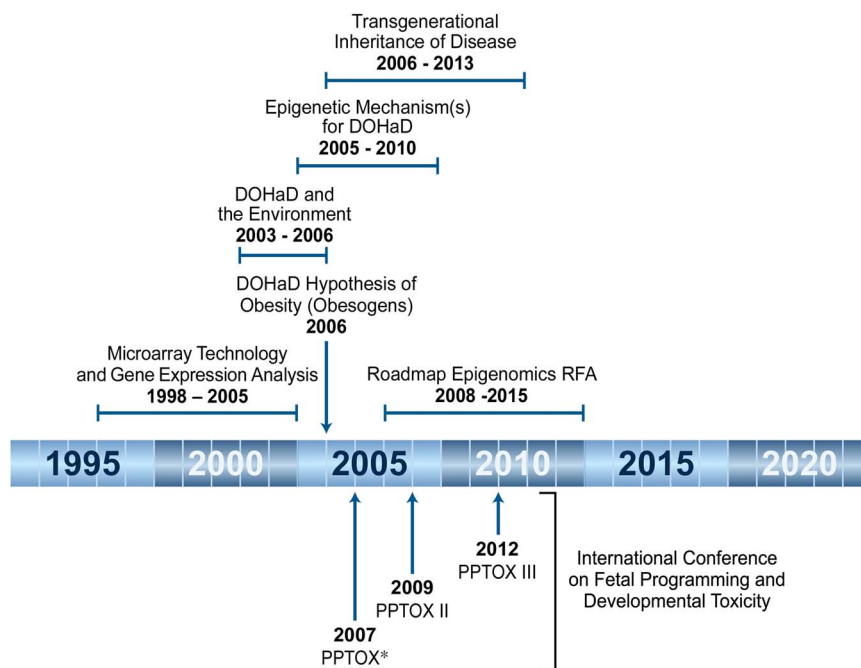 Transgenerational
Inheritance of Disease
2006 - 2013
Epigenetic Mechanism(s)
for DOHaD
2005 - 2010
DOHaD and
the Environment
2003 - 2006
DOHaD Hypothesis of
Obesity (Obesogens)
2006
Microarray Technology
and Gene Expression Analysis
1998 – 2005
Roadmap Epigenomics RFA
2008 -2015
1995 2000 2005 2010 2015 2020
2012
PPTOX III
2009
PPTOX II
2007
PPTOX*
International Conference
on Fetal Programming and
Developmental Toxicity